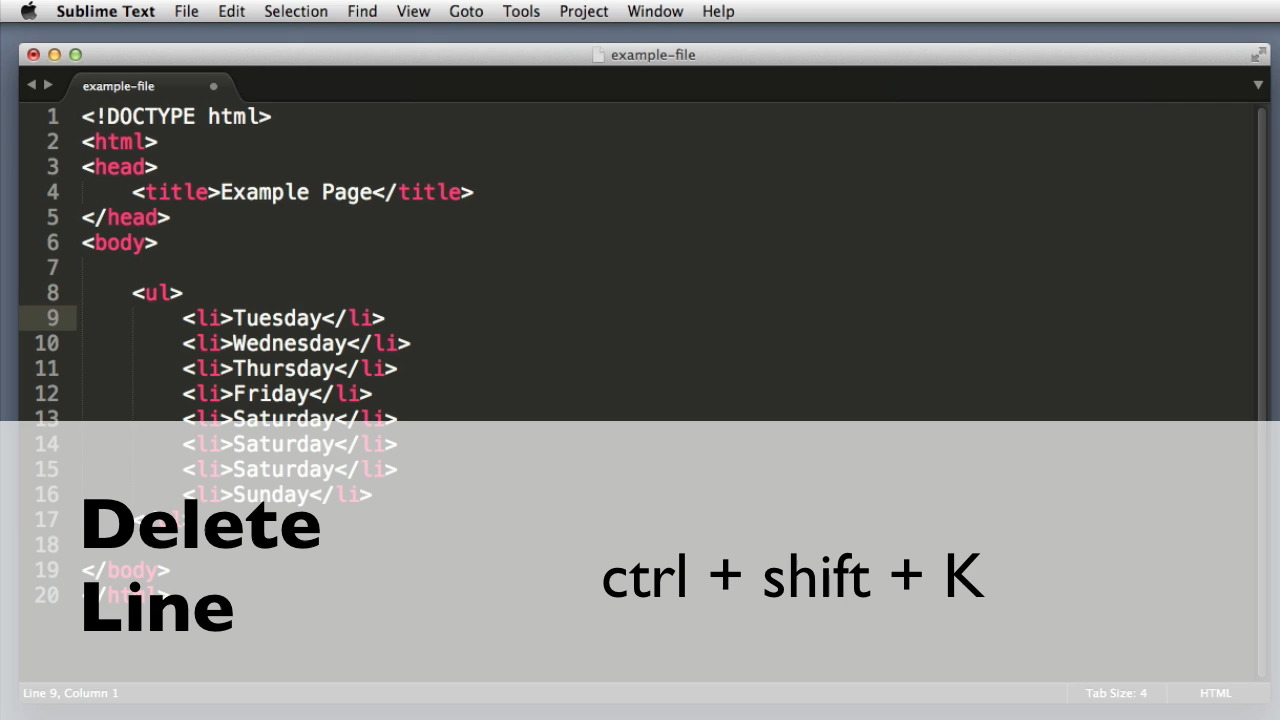 Sublime Text File Edit Selection Find View Goto Tools Project Window Help
example-file
example-file
1 <!DOCTYPE html>
2 <html>
3 <head>
4 <title>Example Page</title>
5 </head>
6 <body>
7
8 <ul>
9 <li>Tuesday</li>
10 <li>Wednesday</li>
11 <li>Thursday</li>
12 <li>Friday</li>
13 <li>Saturday</li>
14 <li>Saturday</li>
15 <li>Saturday</li>
16 <li>Sunday</li>
17
18
19 </body>
20 </html>
Delete
Line
ctrl + shift + K
Line 9, Column 1 Tab Size: 4 HTML